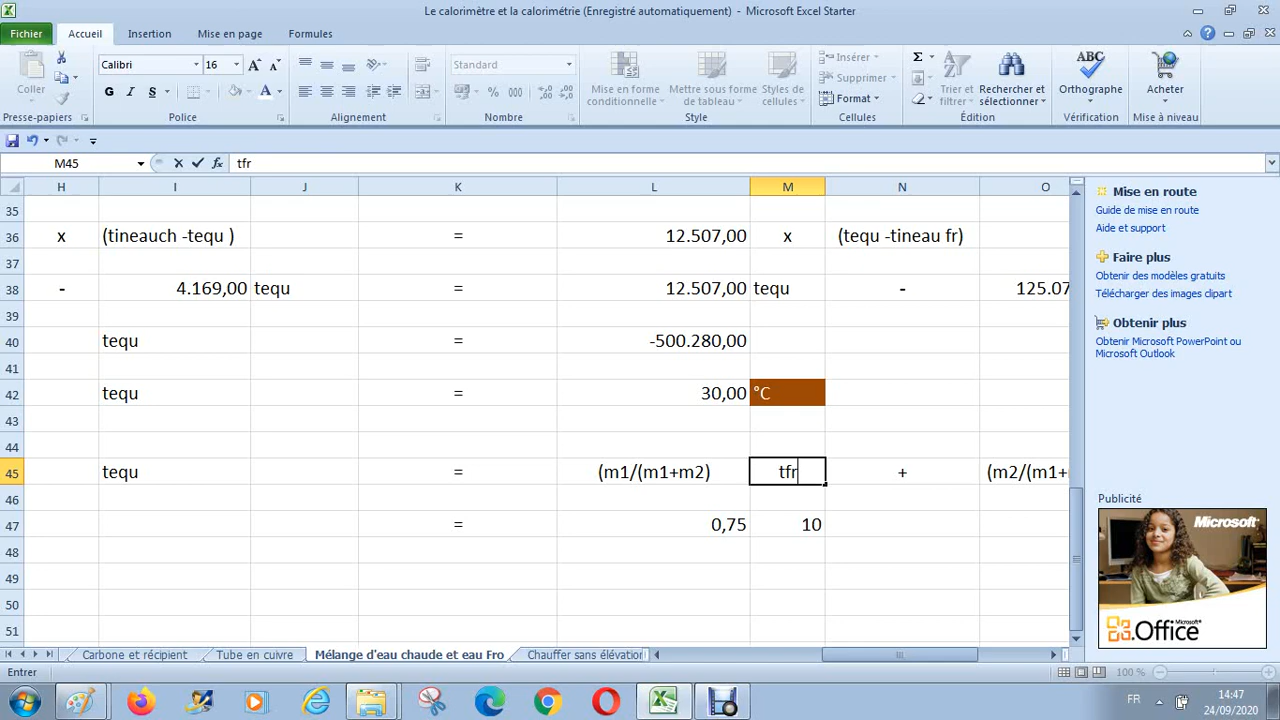 Le calorimètre et la calorimétrie (Enregistré automatiquement) - Microsoft Excel Starter
Fichier Accueil Insertion Mise en page Formules
Coller
Calibri 16
G I S A
Standard
% 000
Mise en forme conditionnelle
Mettre sous forme de tableau
Styles de cellules
Insérer
Supprimer
Format
Σ
Trier et filtrer
Rechercher et sélectionner
ABC
Orthographe
Acheter
Presse-papiers Police Alignement Nombre Style Cellules Édition Vérification Mise à niveau
M45 fx tfr
H I J K L M N O
35
36 x (tineauch -tequ ) = 12.507,00 x (tequ -tineau fr)
37
38 - 4.169,00 tequ = 12.507,00 tequ - 125.07
39
40 tequ = -500.280,00
41
42 tequ = 30,00 °C
43
44
45 tequ = (m1/(m1+m2) tfr + (m2/(m1+
46
47 = 0,75 10
48
49
50
51
Mise en route
Guide de mise en route
Aide et support
Faire plus
Obtenir des modèles gratuits
Télécharger des images clipart
Obtenir plus
Obtenir Microsoft PowerPoint ou
Microsoft Outlook
Publicité
Microsoft
Microsoft
Office
Carbone et récipient Tube en cuivre Mélange d'eau chaude et eau Fro Chauffer sans élévation
Entrer 100 %
FR 14:47
24/09/2020